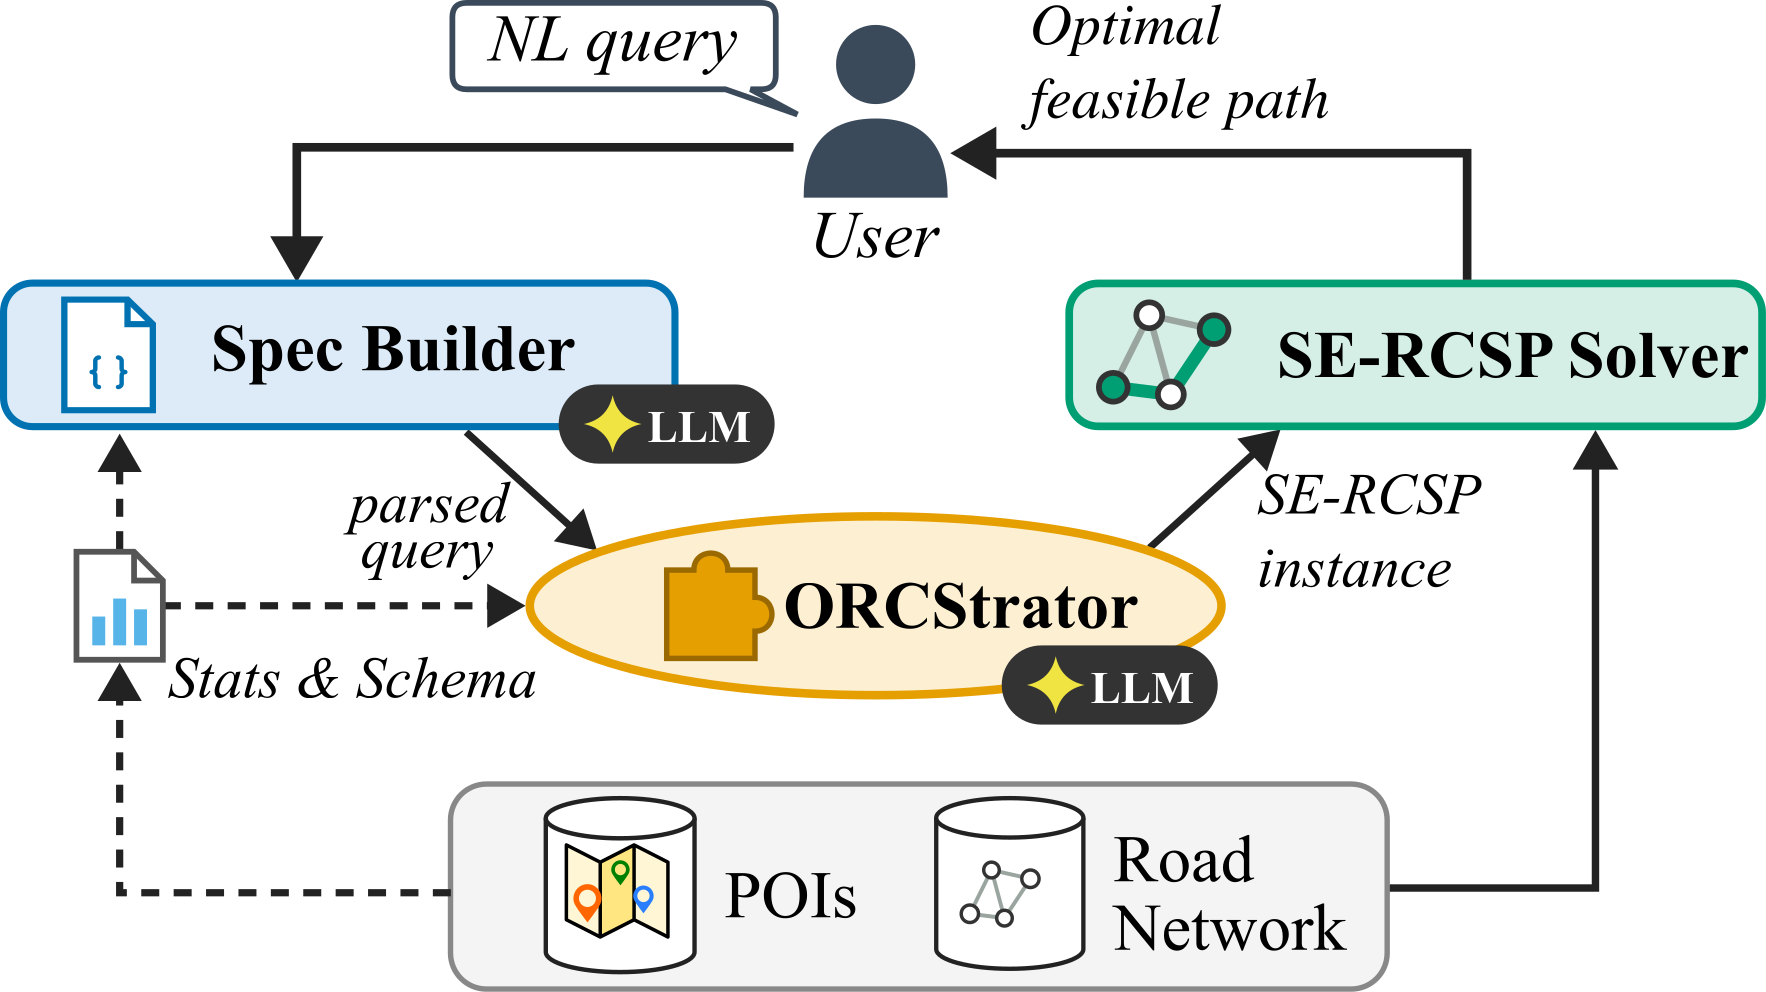 NL query
Optimal
feasible path
User
{ }
Spec Builder
LLM
SE-RCSP Solver
parsed
query
SE-RCSP
instance
ORCStrator
LLM
Stats & Schema
POIs
Road
Network